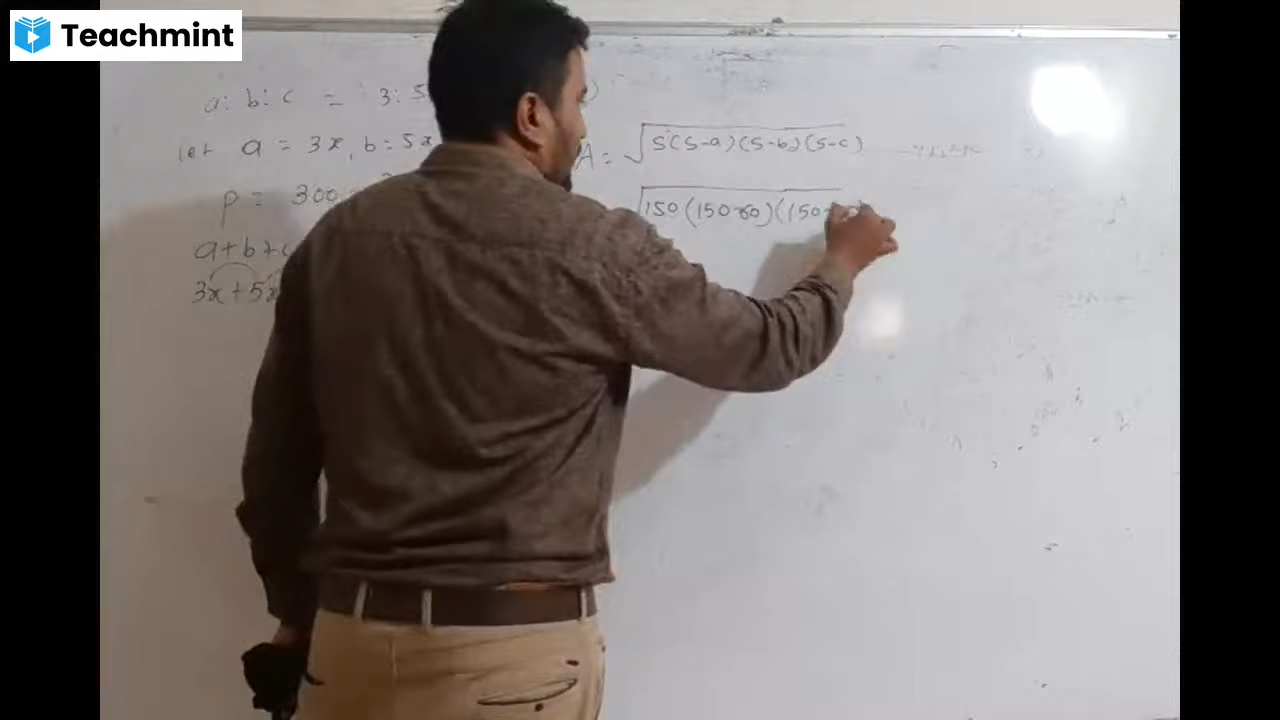 Teachmint
a: b: c = 3: 5
let a = 3x, b = 5x
A = √S(S-a)(S-b)(S-c)
p = 300
√150(150-60)(150
a+b+c
3x+5x